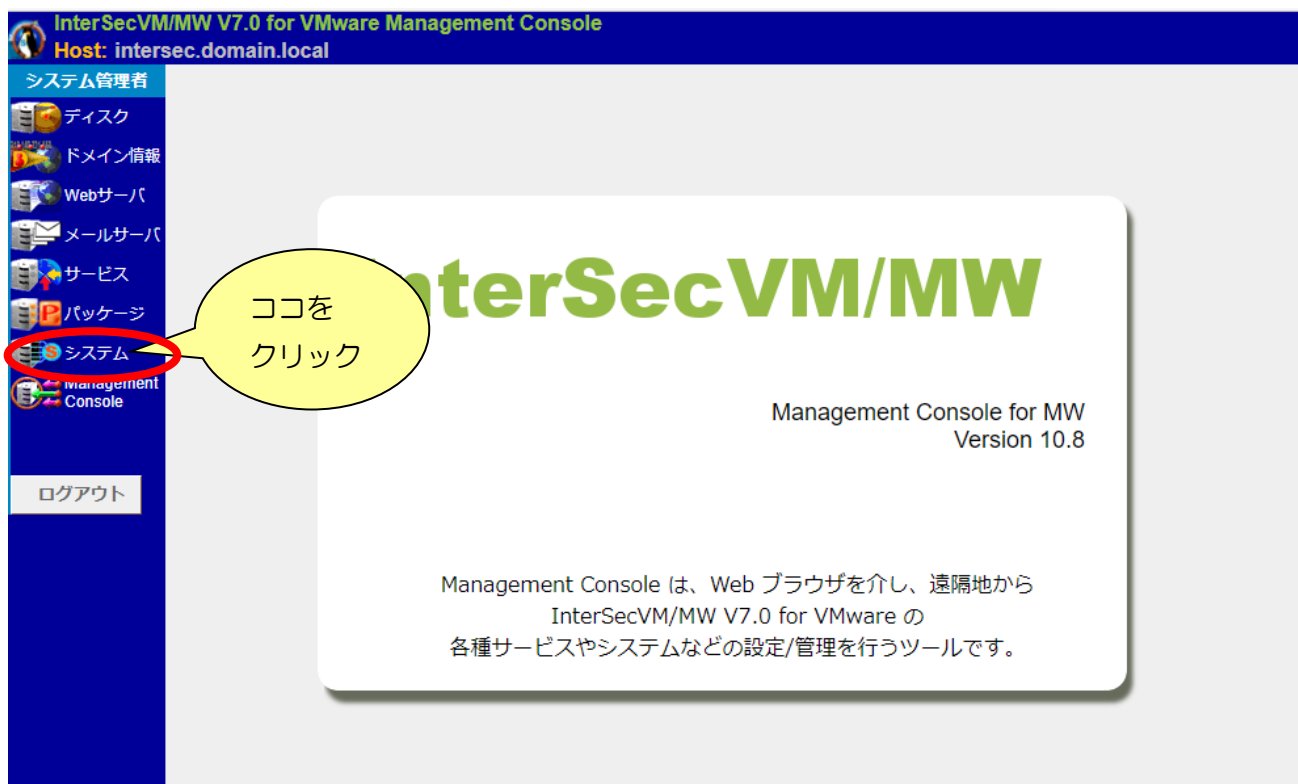 InterSecVM/MW V7.0 for VMware Management Console
Host: intersec.domain.local
システム管理者
ディスク
ドメイン情報
Webサーバ
メールサーバ
サービス
パッケージ
システム
Management
Console
ログアウト
ココを
クリック
nterSecVM/MW
Management Console for MW
Version 10.8
Management Console は、Web ブラウザを介し、遠隔地から
InterSecVM/MW V7.0 for VMware の
各種サービスやシステムなどの設定/管理を行うツールです。